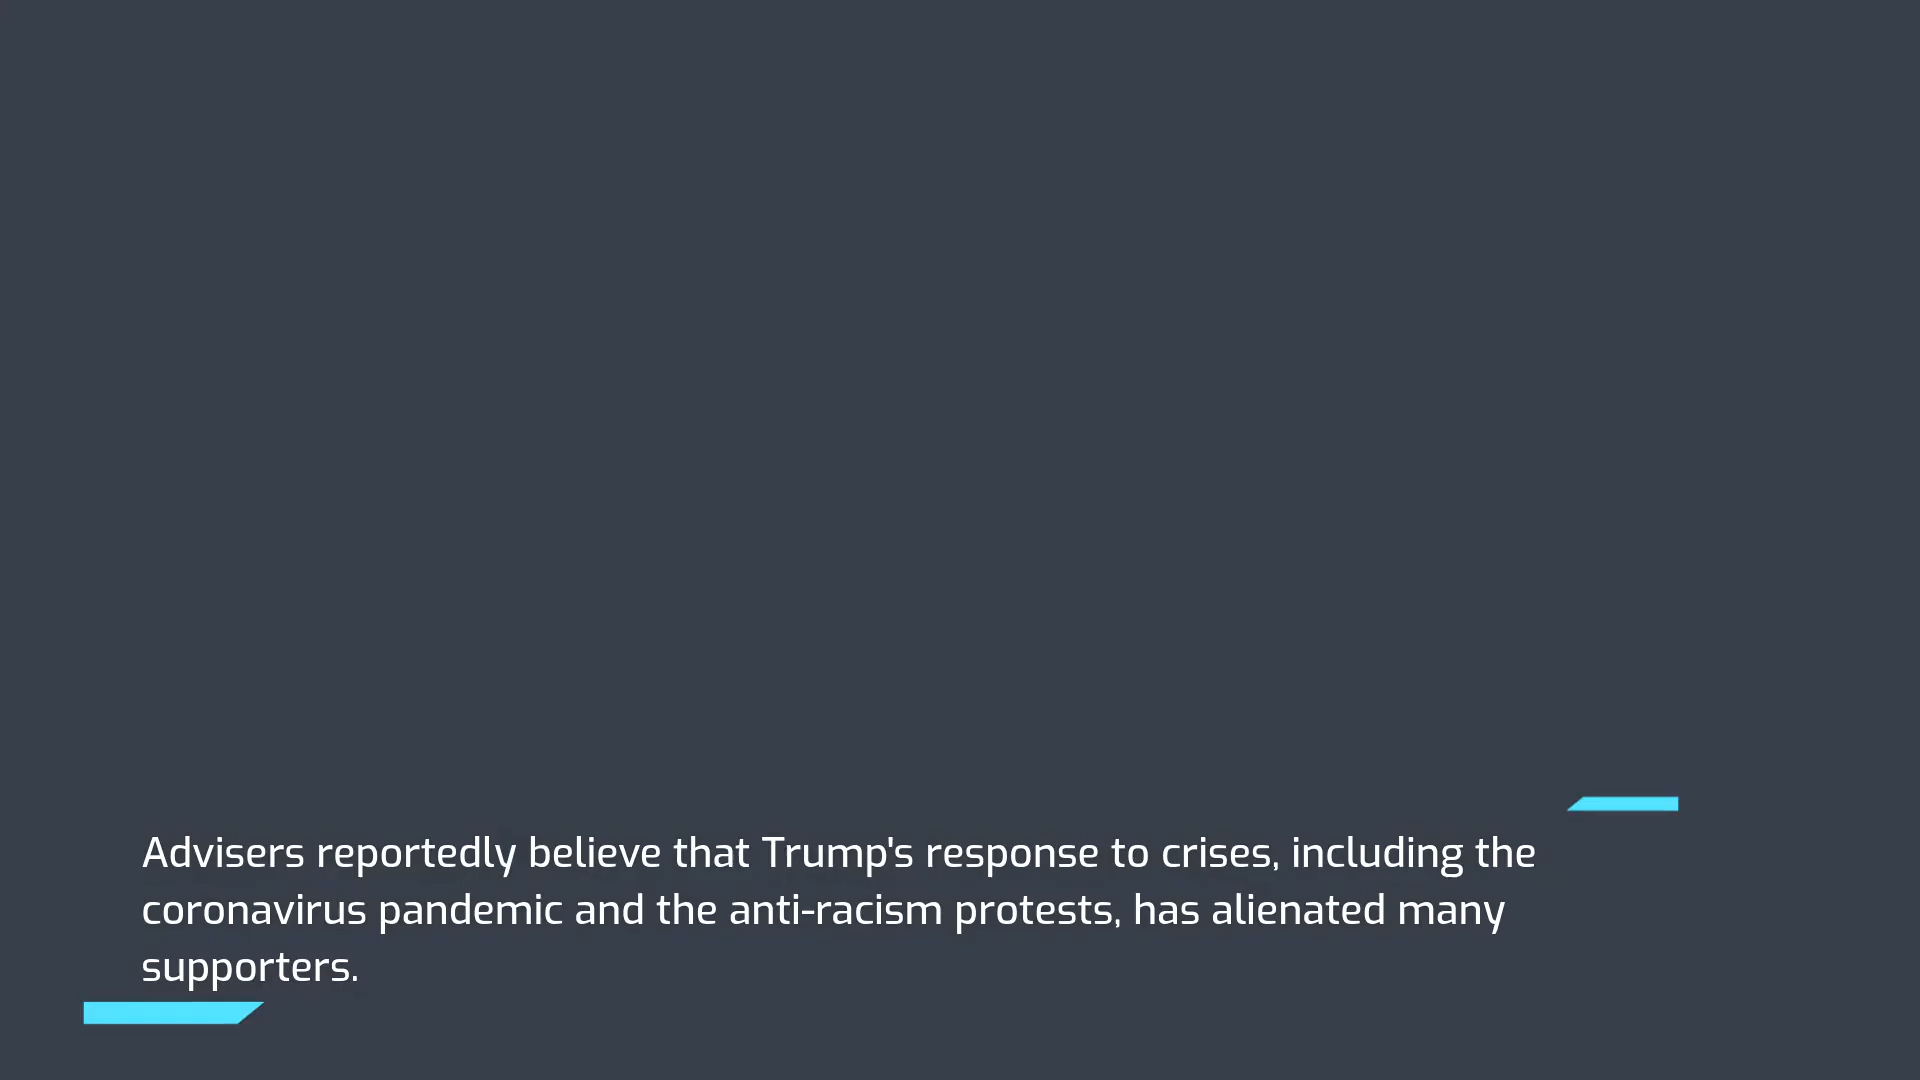 Advisers reportedly believe that Trump's response to crises, including the
coronavirus pandemic and the anti-racism protests, has alienated many
supporters.